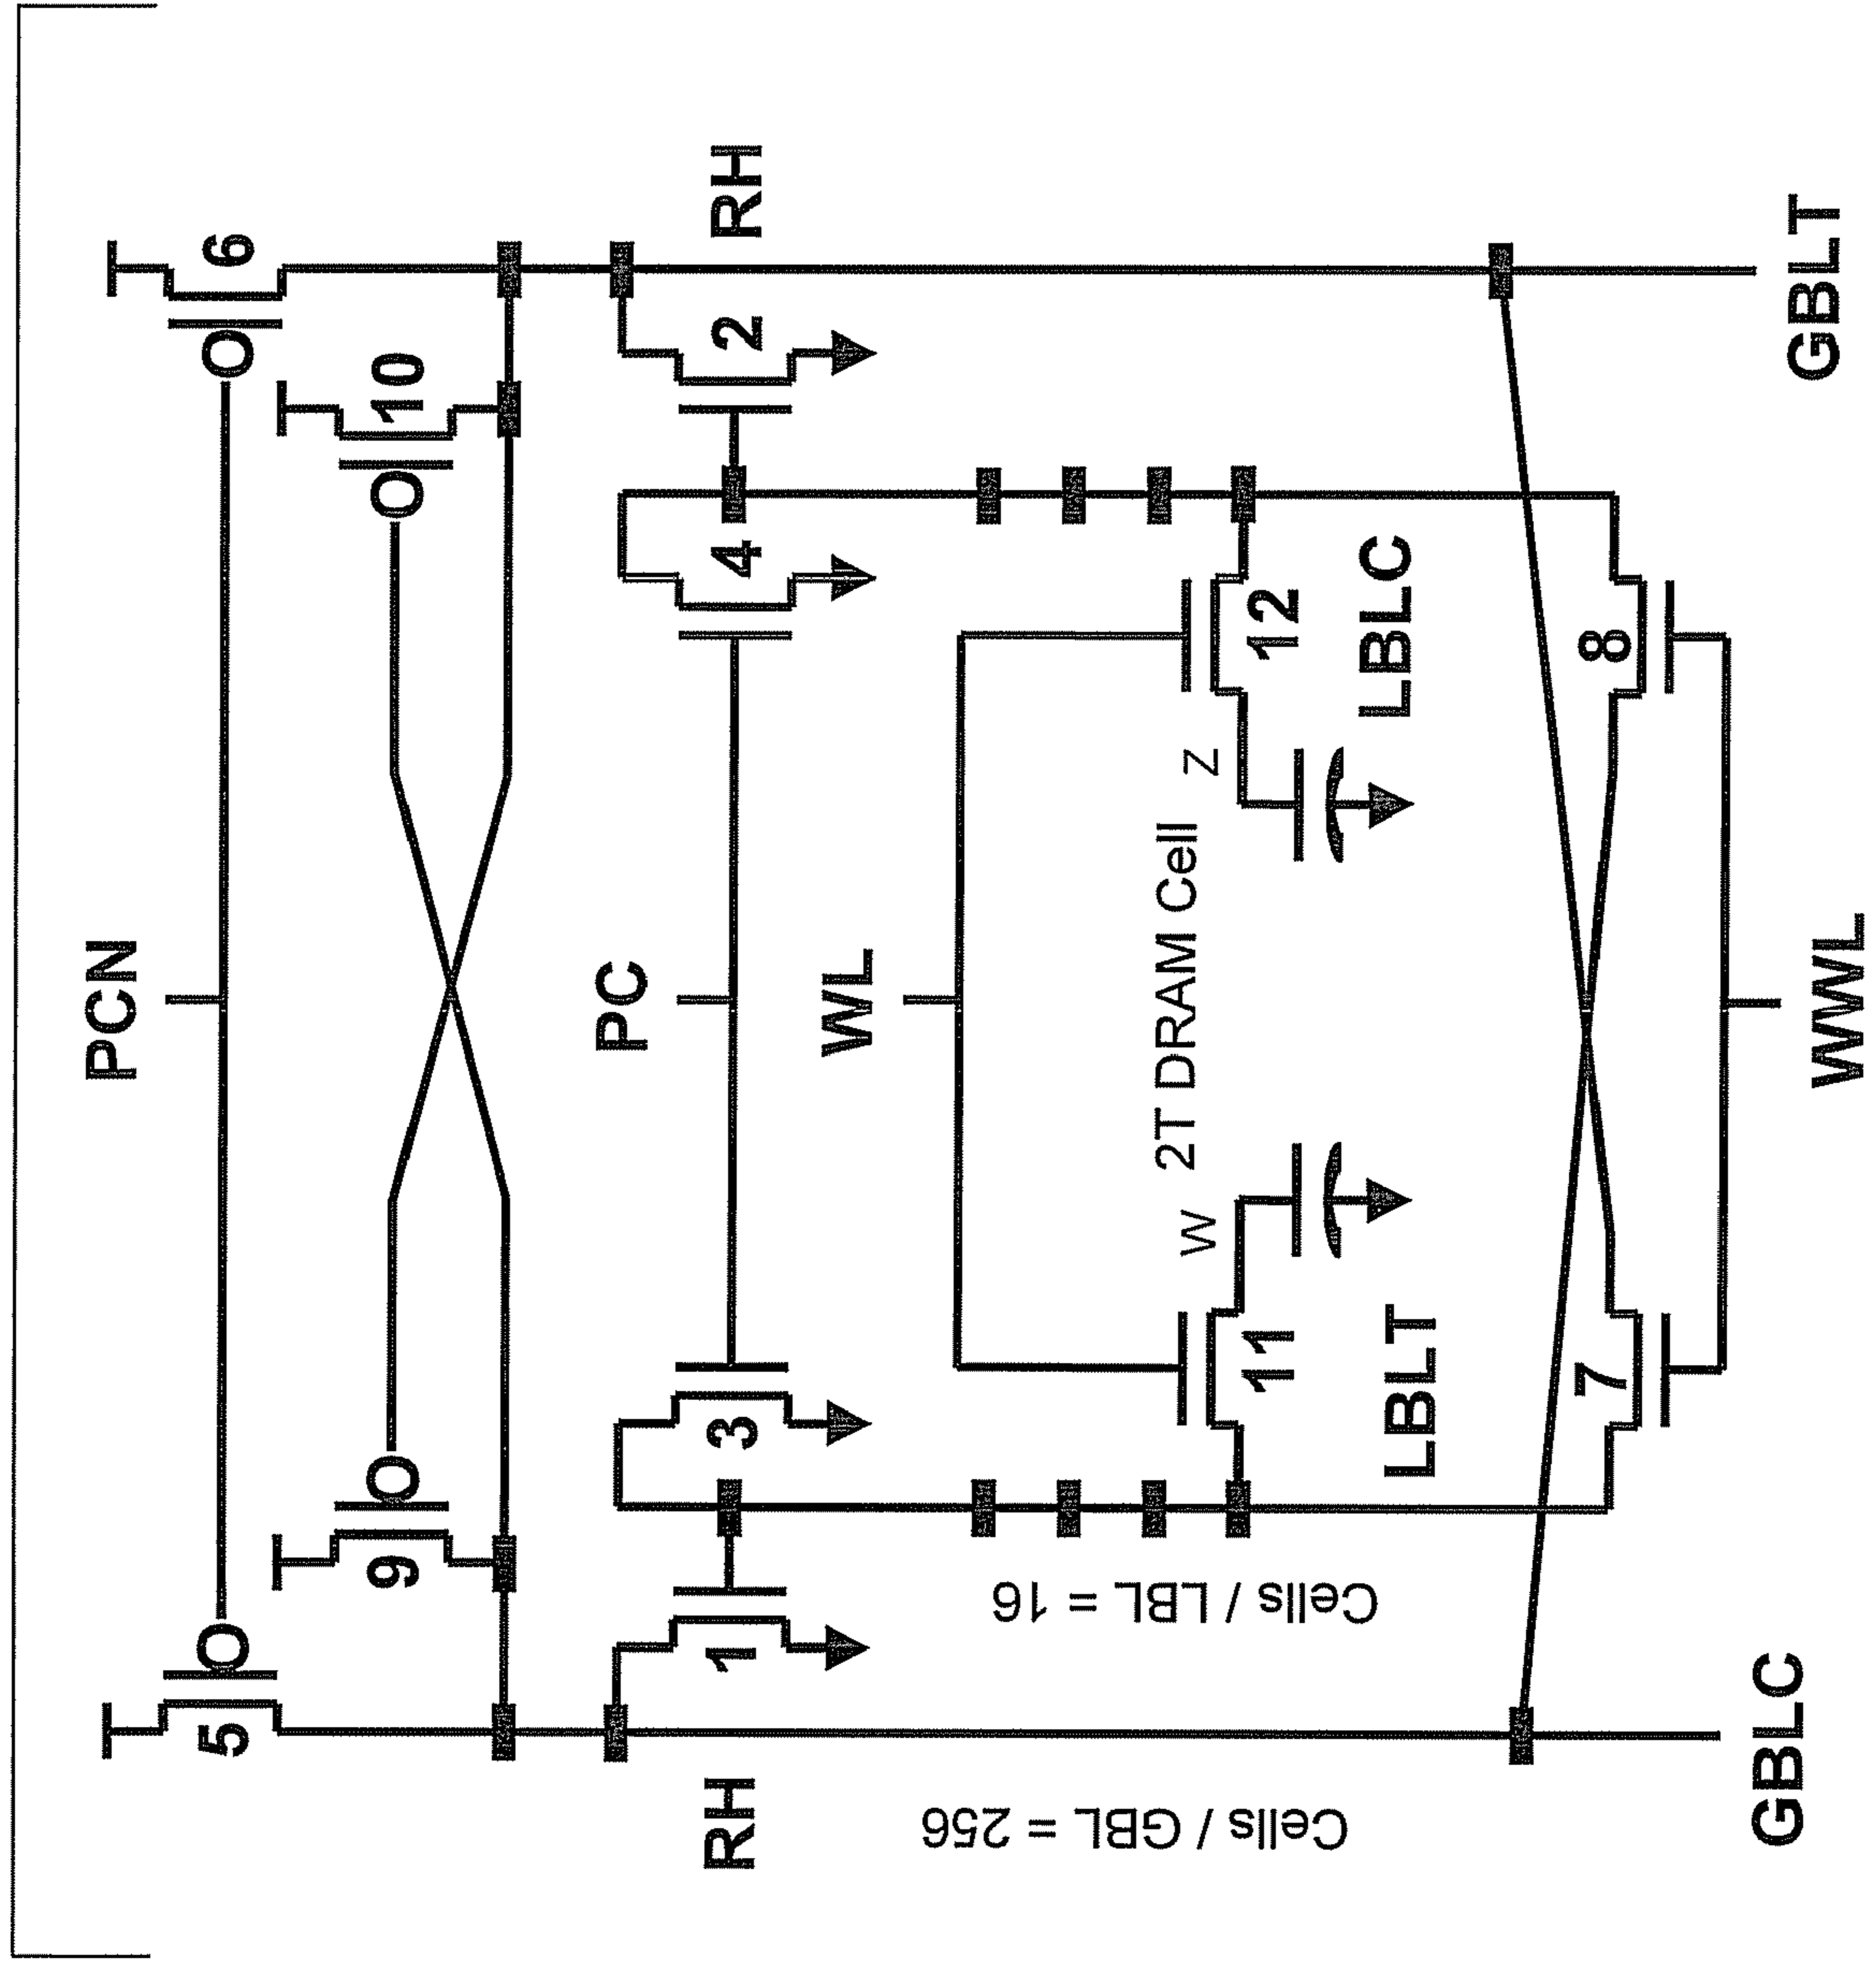 PCN
5
6
9
10
PC
RH
1
3
4
2
RH
WL
Cells / GBL = 256
Cells / LBL = 16
2T DRAM Cell
W
Z
11
12
LBLT
LBLC
7
8
GBLC
WWL
GBLT